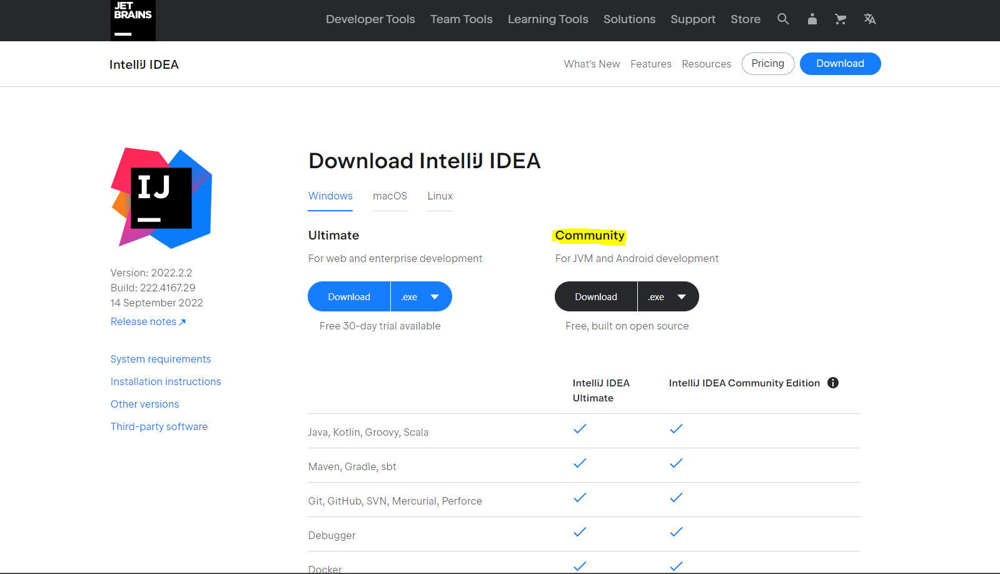 JET
BRAINS
Developer Tools Team Tools Learning Tools Solutions Support Store
IntelliJ IDEA
What's New Features Resources Pricing Download
IJ
Download IntelliJ IDEA
Windows macOS Linux
Ultimate
For web and enterprise development
Download .exe
Free 30-day trial available
Community
For JVM and Android development
Download .exe
Free, built on open source
Version: 2022.2.2
Build: 222.4167.29
14 September 2022
Release notes ↗
System requirements
Installation instructions
Other versions
Third-party software
IntelliJ IDEA
Ultimate
IntelliJ IDEA Community Edition
Java, Kotlin, Groovy, Scala
Maven, Gradle, sbt
Git, GitHub, SVN, Mercurial, Perforce
Debugger
Docker